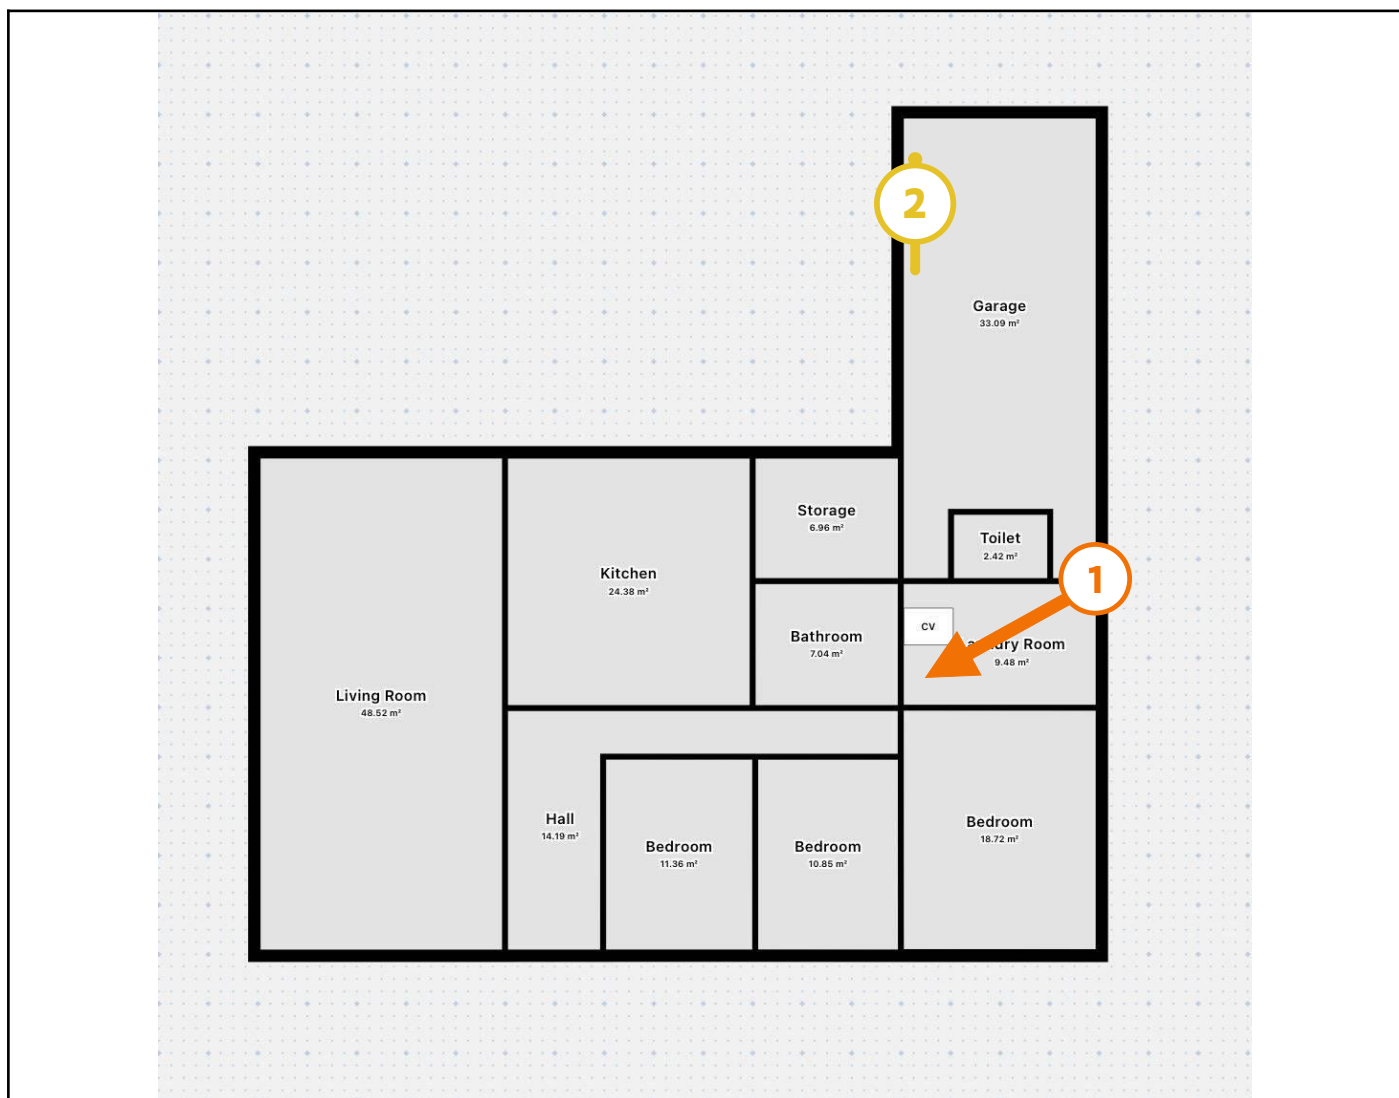 2
Garage
33.09 m²
Storage
6.96 m²
Toilet
2.42 m²
Kitchen
24.38 m²
1
Bathroom
7.04 m²
CV
Room
9.48 m²
Living Room
48.52 m²
Hall
14.19 m²
Bedroom
11.36 m²
Bedroom
10.85 m²
Bedroom
18.72 m²